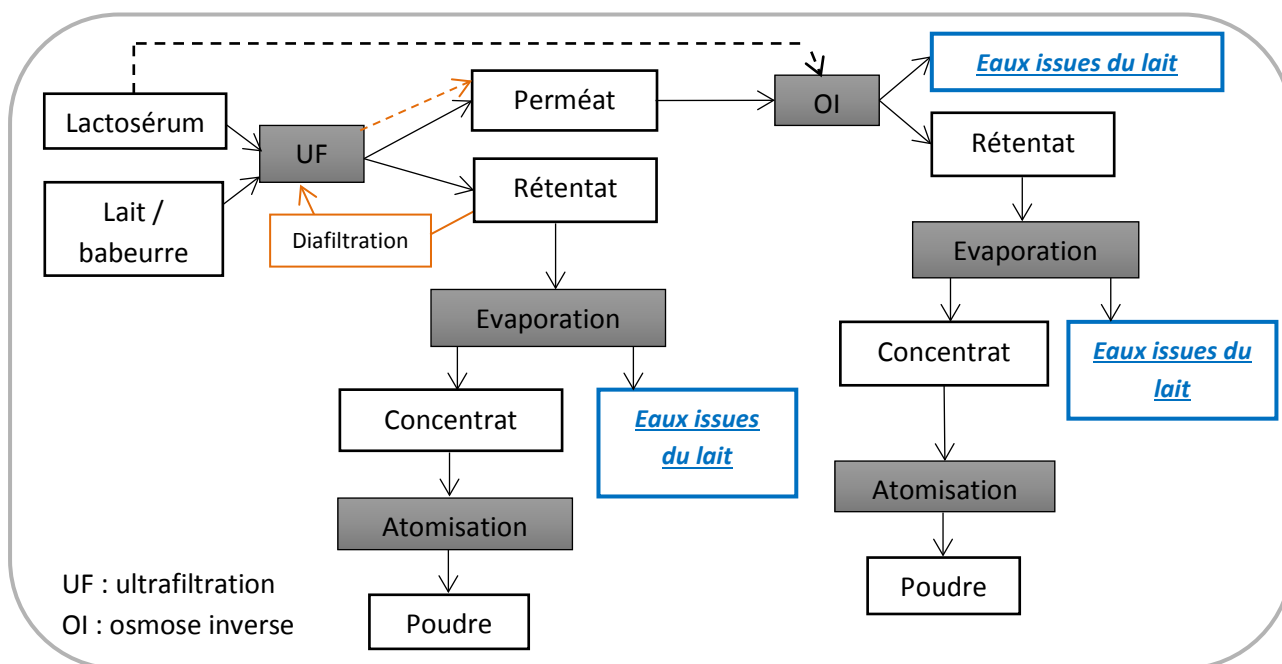 Eaux issues du lait
Lactosérum
Perméat
OI
UF
Rétentat
Rétentat
Lait /
babeurre
Diafiltration
Evaporation
Evaporation
Concentrat
Eaux issues du
lait
Concentrat
Eaux issues
du lait
Atomisation
Atomisation
UF : ultrafiltration
OI : osmose inverse
Poudre
Poudre